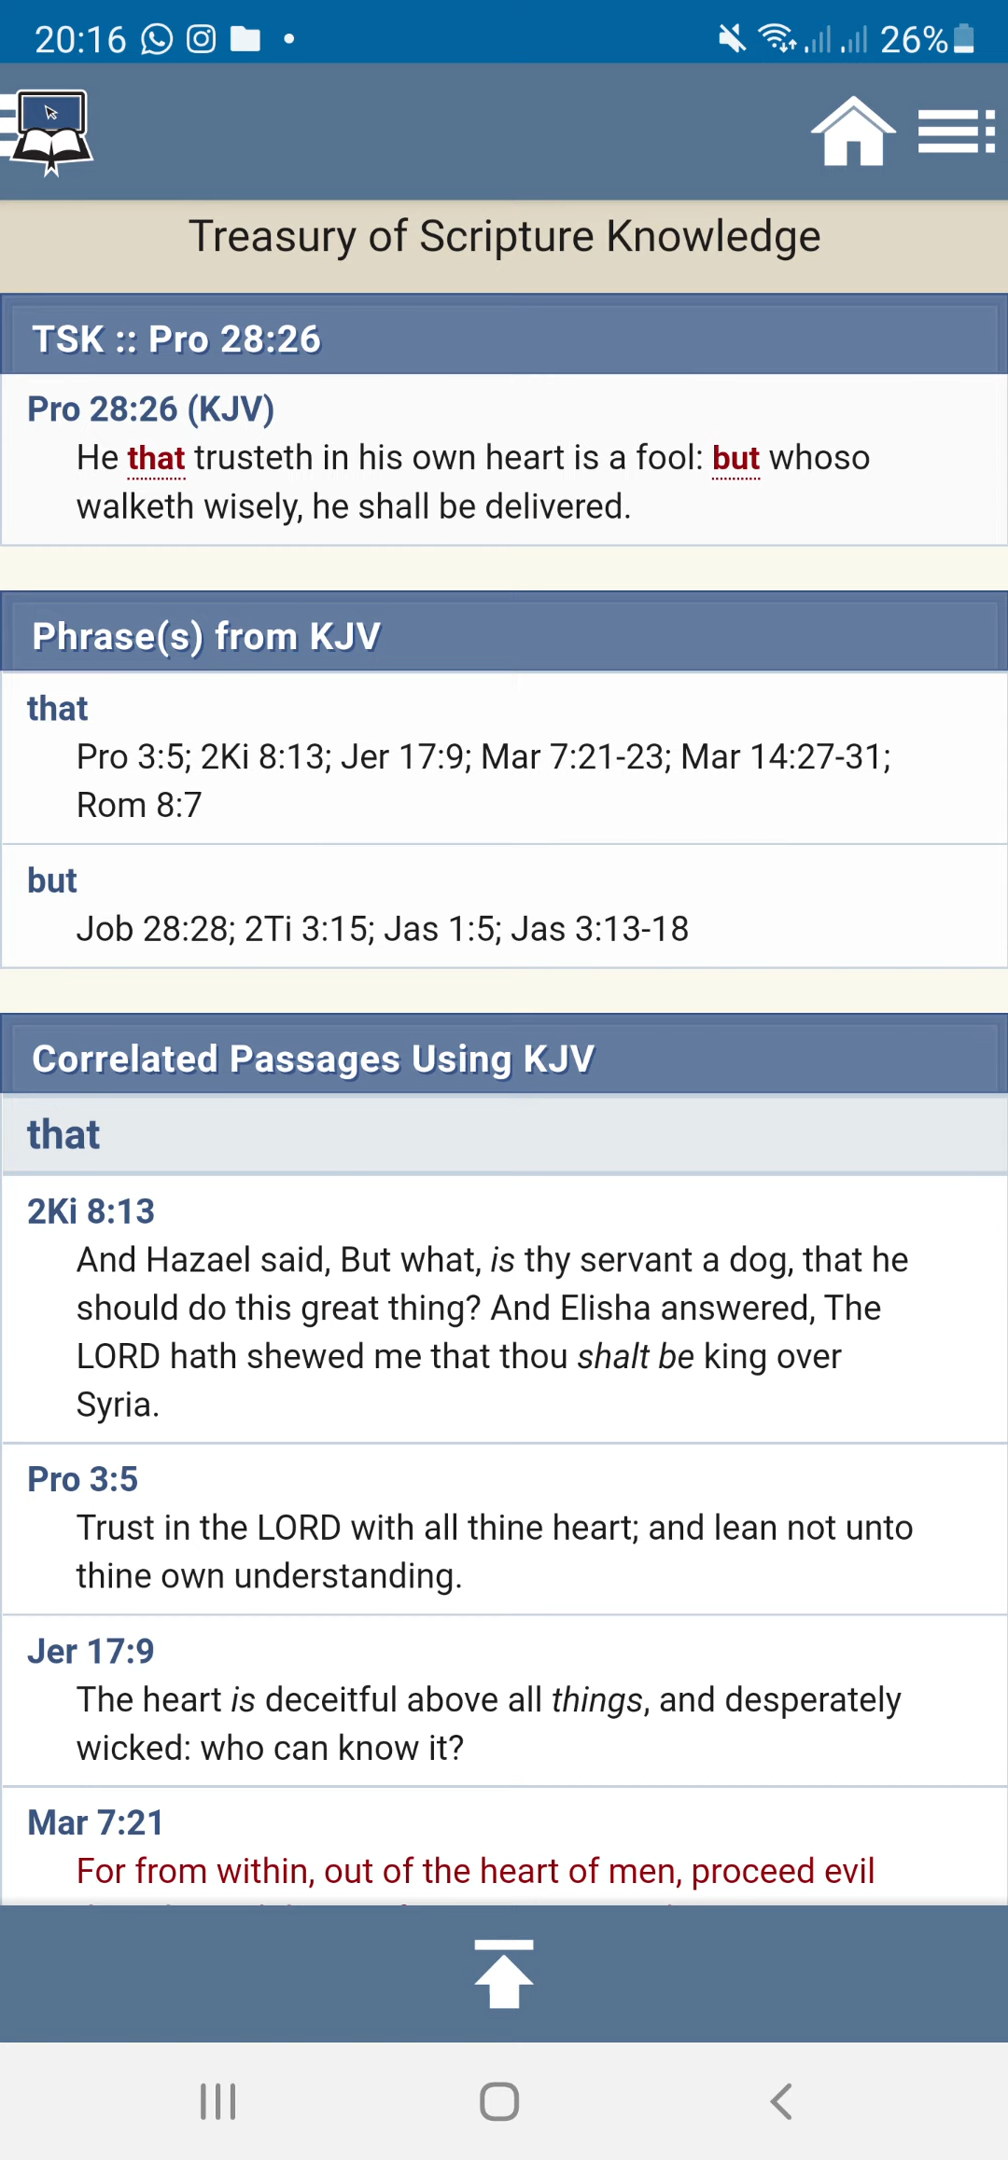 20:16
26%
Treasury of Scripture Knowledge
TSK :: Pro 28:26
Pro 28:26 (KJV)
He that trusteth in his own heart is a fool: but whoso
walketh wisely, he shall be delivered.
Phrase(s) from KJV
that
Pro 3:5; 2Ki 8:13; Jer 17:9; Mar 7:21-23; Mar 14:27-31;
Rom 8:7
but
Job 28:28; 2Ti 3:15; Jas 1:5; Jas 3:13-18
Correlated Passages Using KJV
that
2Ki 8:13
And Hazael said, But what, is thy servant a dog, that he
should do this great thing? And Elisha answered, The
LORD hath shewed me that thou shalt be king over
Syria.
Pro 3:5
Trust in the LORD with all thine heart; and lean not unto
thine own understanding.
Jer 17:9
The heart is deceitful above all things, and desperately
wicked: who can know it?
Mar 7:21
For from within, out of the heart of men, proceed evil